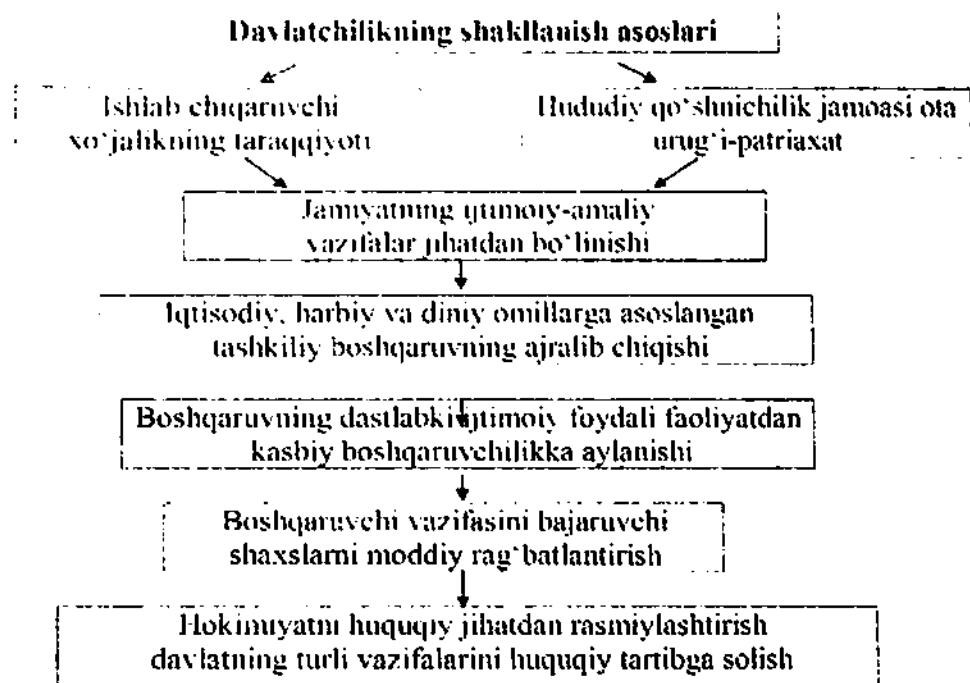 Davlatchilikning shakllanish asoslari
Ishlab chiqaruvchi
xo‘jalikning taraqqiyoti
Hududiy qo‘shnichilik jamoasi ota
urug‘i-patriaxat
Jamiyatning ijtimoiy-amaliy
vazifalar jihatdan bo‘linishi
Iqtisodiy, harbiy va diniy omillarga asoslangan
tashkiliy boshqaruvning ajralib chiqishi
Boshqaruvning dastlabki ijtimoiy foydali faoliyatdan
kasbiy boshqaruvchilikka aylanishi
Boshqaruvchi vazifasini bajaruvchi
shaxslarni moddiy rag‘batlantirish
Hokimiyatni huquqiy jihatdan rasmiylashtirish
davlatning turli vazifalarini huquqiy tartibga solish